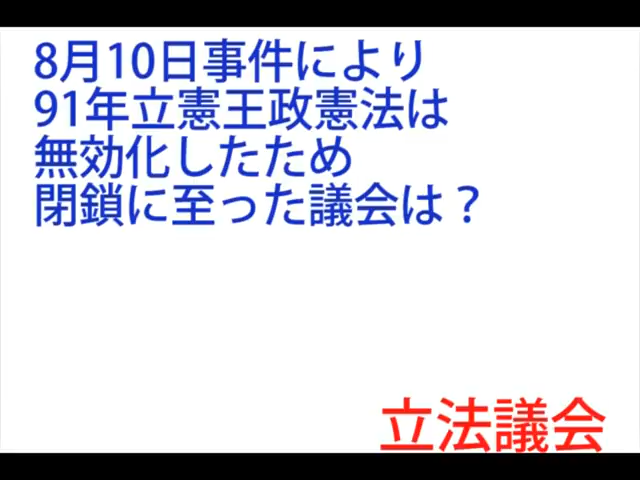 8月10日事件により
91年立憲王政憲法は
無効化したため
閉鎖に至った議会は？
立法議会